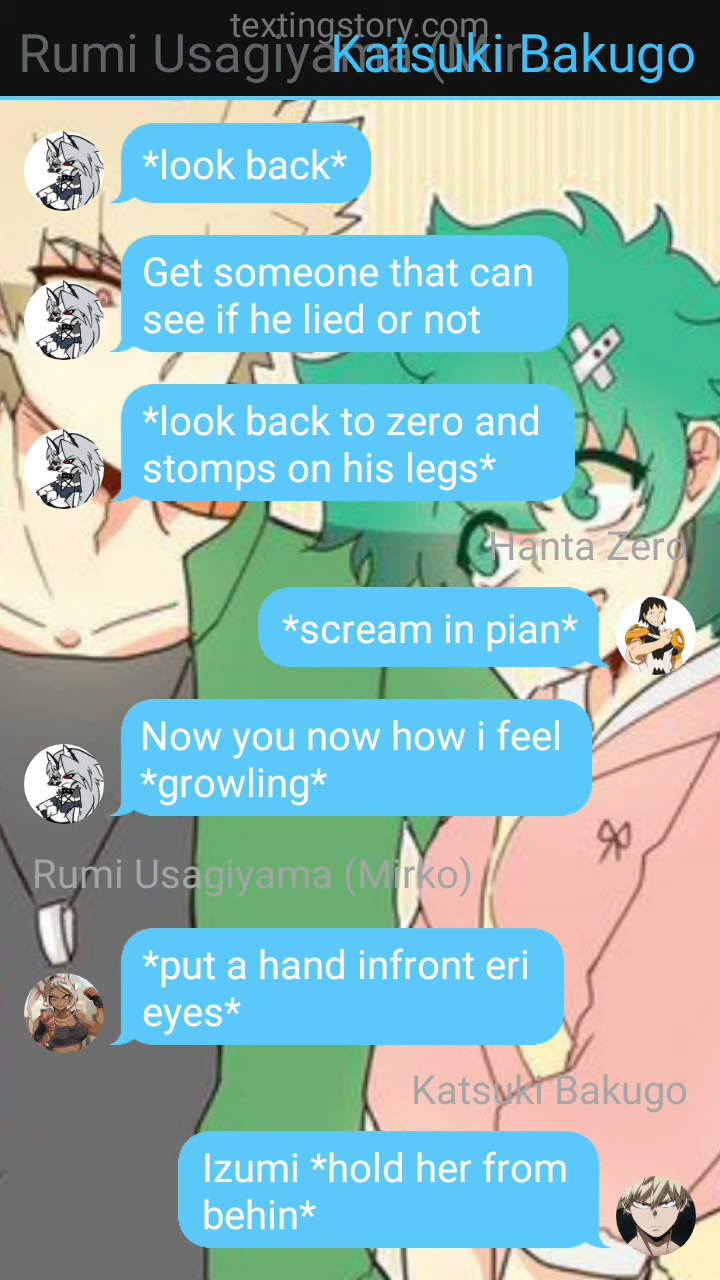 textingstory.com
Rumi Usagiyama (Mir...
Katsuki Bakugo
*look back*
Get someone that can
see if he lied or not
*look back to zero and
stomps on his legs*
Hanta Zero
*scream in pian*
Now you now how i feel
*growling*
Rumi Usagiyama (Mirko)
*put a hand infront eri
eyes*
Katsuki Bakugo
Izumi *hold her from
behin*